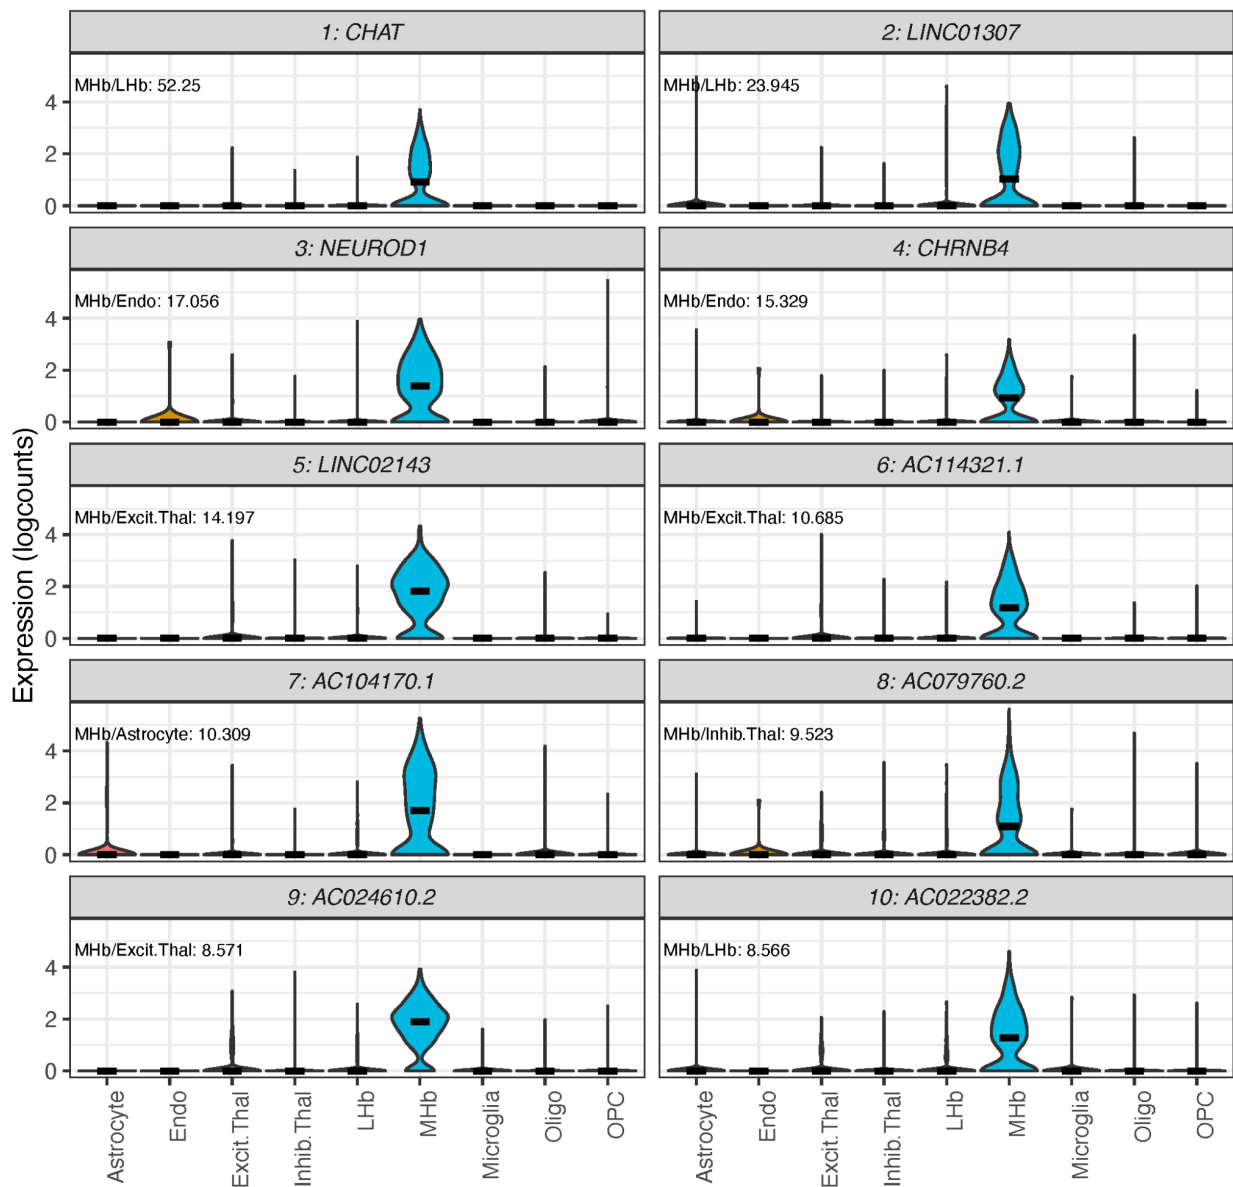 1: CHAT
2: LINC01307
MHb/LHb: 52.25
MHb/LHb: 23.945
4
2
0
3: NEUROD1
4: CHRNB4
MHb/Endo: 17.056
MHb/Endo: 15.329
4
2
0
5: LINC02143
6: AC114321.1
MHb/Excit.Thal: 14.197
MHb/Excit.Thal: 10.685
4
2
0
Expression (logcounts)
7: AC104170.1
8: AC079760.2
MHb/Astrocyte: 10.309
MHb/Inhib.Thal: 9.523
4
2
0
9: AC024610.2
10: AC022382.2
MHb/Excit.Thal: 8.571
MHb/LHb: 8.566
4
2
0
Astrocyte
Endo
Excit.Thal
Inhib.Thal
LHb
MHb
Microglia
Oligo
OPC
Astrocyte
Endo
Excit.Thal
Inhib.Thal
LHb
MHb
Microglia
Oligo
OPC